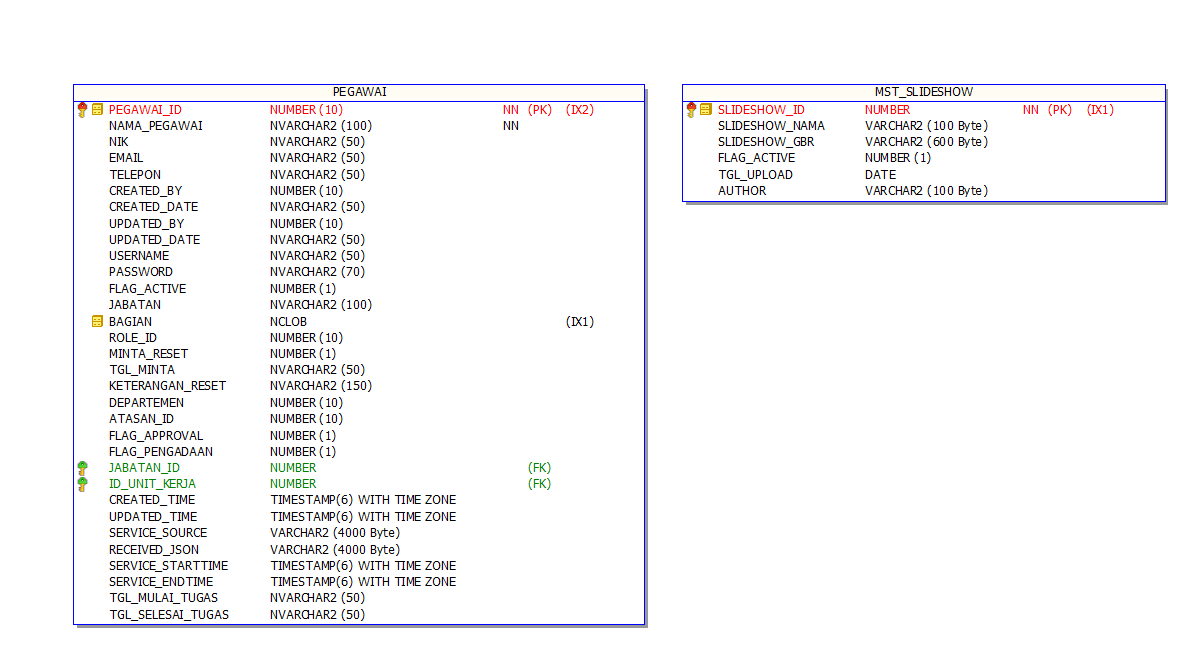 PEGAWAI
PEGAWAI_ID NUMBER (10) NN (PK) (IX2)
NAMA_PEGAWAI NVARCHAR2 (100) NN
NIK NVARCHAR2 (50)
EMAIL NVARCHAR2 (50)
TELEPON NVARCHAR2 (50)
CREATED_BY NUMBER (10)
CREATED_DATE NVARCHAR2 (50)
UPDATED_BY NUMBER (10)
UPDATED_DATE NVARCHAR2 (50)
USERNAME NVARCHAR2 (50)
PASSWORD NVARCHAR2 (70)
FLAG_ACTIVE NUMBER (1)
JABATAN NVARCHAR2 (100)
BAGIAN NCLOB (IX1)
ROLE_ID NUMBER (10)
MINTA_RESET NUMBER (1)
TGL_MINTA NVARCHAR2 (50)
KETERANGAN_RESET NVARCHAR2 (150)
DEPARTEMEN NUMBER (10)
ATASAN_ID NUMBER (10)
FLAG_APPROVAL NUMBER (1)
FLAG_PENGADAAN NUMBER (1)
JABATAN_ID NUMBER (FK)
ID_UNIT_KERJA NUMBER (FK)
CREATED_TIME TIMESTAMP(6) WITH TIME ZONE
UPDATED_TIME TIMESTAMP(6) WITH TIME ZONE
SERVICE_SOURCE VARCHAR2 (4000 Byte)
RECEIVED_JSON VARCHAR2 (4000 Byte)
SERVICE_STARTTIME TIMESTAMP(6) WITH TIME ZONE
SERVICE_ENDTIME TIMESTAMP(6) WITH TIME ZONE
TGL_MULAI_TUGAS NVARCHAR2 (50)
TGL_SELESAI_TUGAS NVARCHAR2 (50)
MST_SLIDESHOW
SLIDESHOW_ID NUMBER NN (PK) (IX1)
SLIDESHOW_NAMA VARCHAR2 (100 Byte)
SLIDESHOW_GBR VARCHAR2 (600 Byte)
FLAG_ACTIVE NUMBER (1)
TGL_UPLOAD DATE
AUTHOR VARCHAR2 (100 Byte)